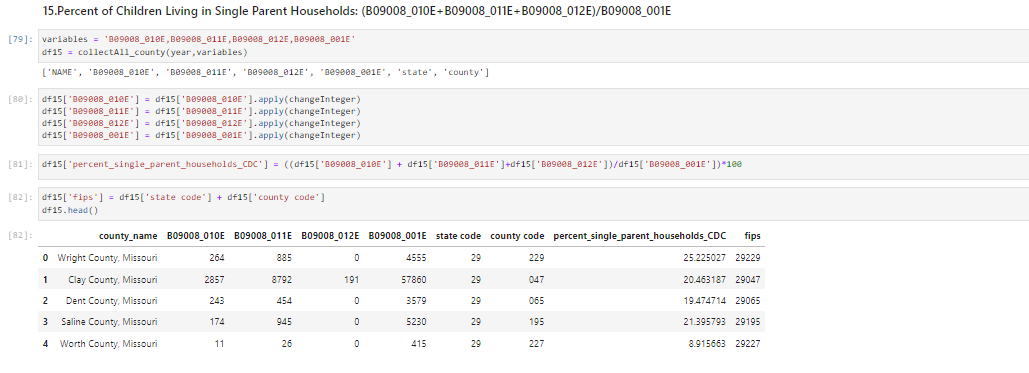 15.Percent of Children Living in Single Parent Households: (B09008_010E+B09008_011E+B09008_012E)/B09008_001E
[79]: variables = 'B09008_010E,B09008_011E,B09008_012E,B09008_001E'
df15 = collectAll_county(year,variables)
['NAME', 'B09008_010E', 'B09008_011E', 'B09008_012E', 'B09008_001E', 'state', 'county']
[80]: df15['B09008_010E'] = df15['B09008_010E'].apply(changeInteger)
df15['B09008_011E'] = df15['B09008_011E'].apply(changeInteger)
df15['B09008_012E'] = df15['B09008_012E'].apply(changeInteger)
df15['B09008_001E'] = df15['B09008_001E'].apply(changeInteger)
[81]: df15['percent_single_parent_households_CDC'] = ((df15['B09008_010E'] + df15['B09008_011E']+df15['B09008_012E'])/df15['B09008_001E'])*100
[82]: df15['fips'] = df15['state code'] + df15['county code']
df15.head()
[82]: county_name B09008_010E B09008_011E B09008_012E B09008_001E state code county code percent_single_parent_households_CDC fips
0 Wright County, Missouri 264 885 0 4555 29 229 25.225027 29229
1 Clay County, Missouri 2857 8792 191 57860 29 047 20.463187 29047
2 Dent County, Missouri 243 454 0 3579 29 065 19.474714 29065
3 Saline County, Missouri 174 945 0 5230 29 195 21.395793 29195
4 Worth County, Missouri 11 26 0 415 29 227 8.915663 29227